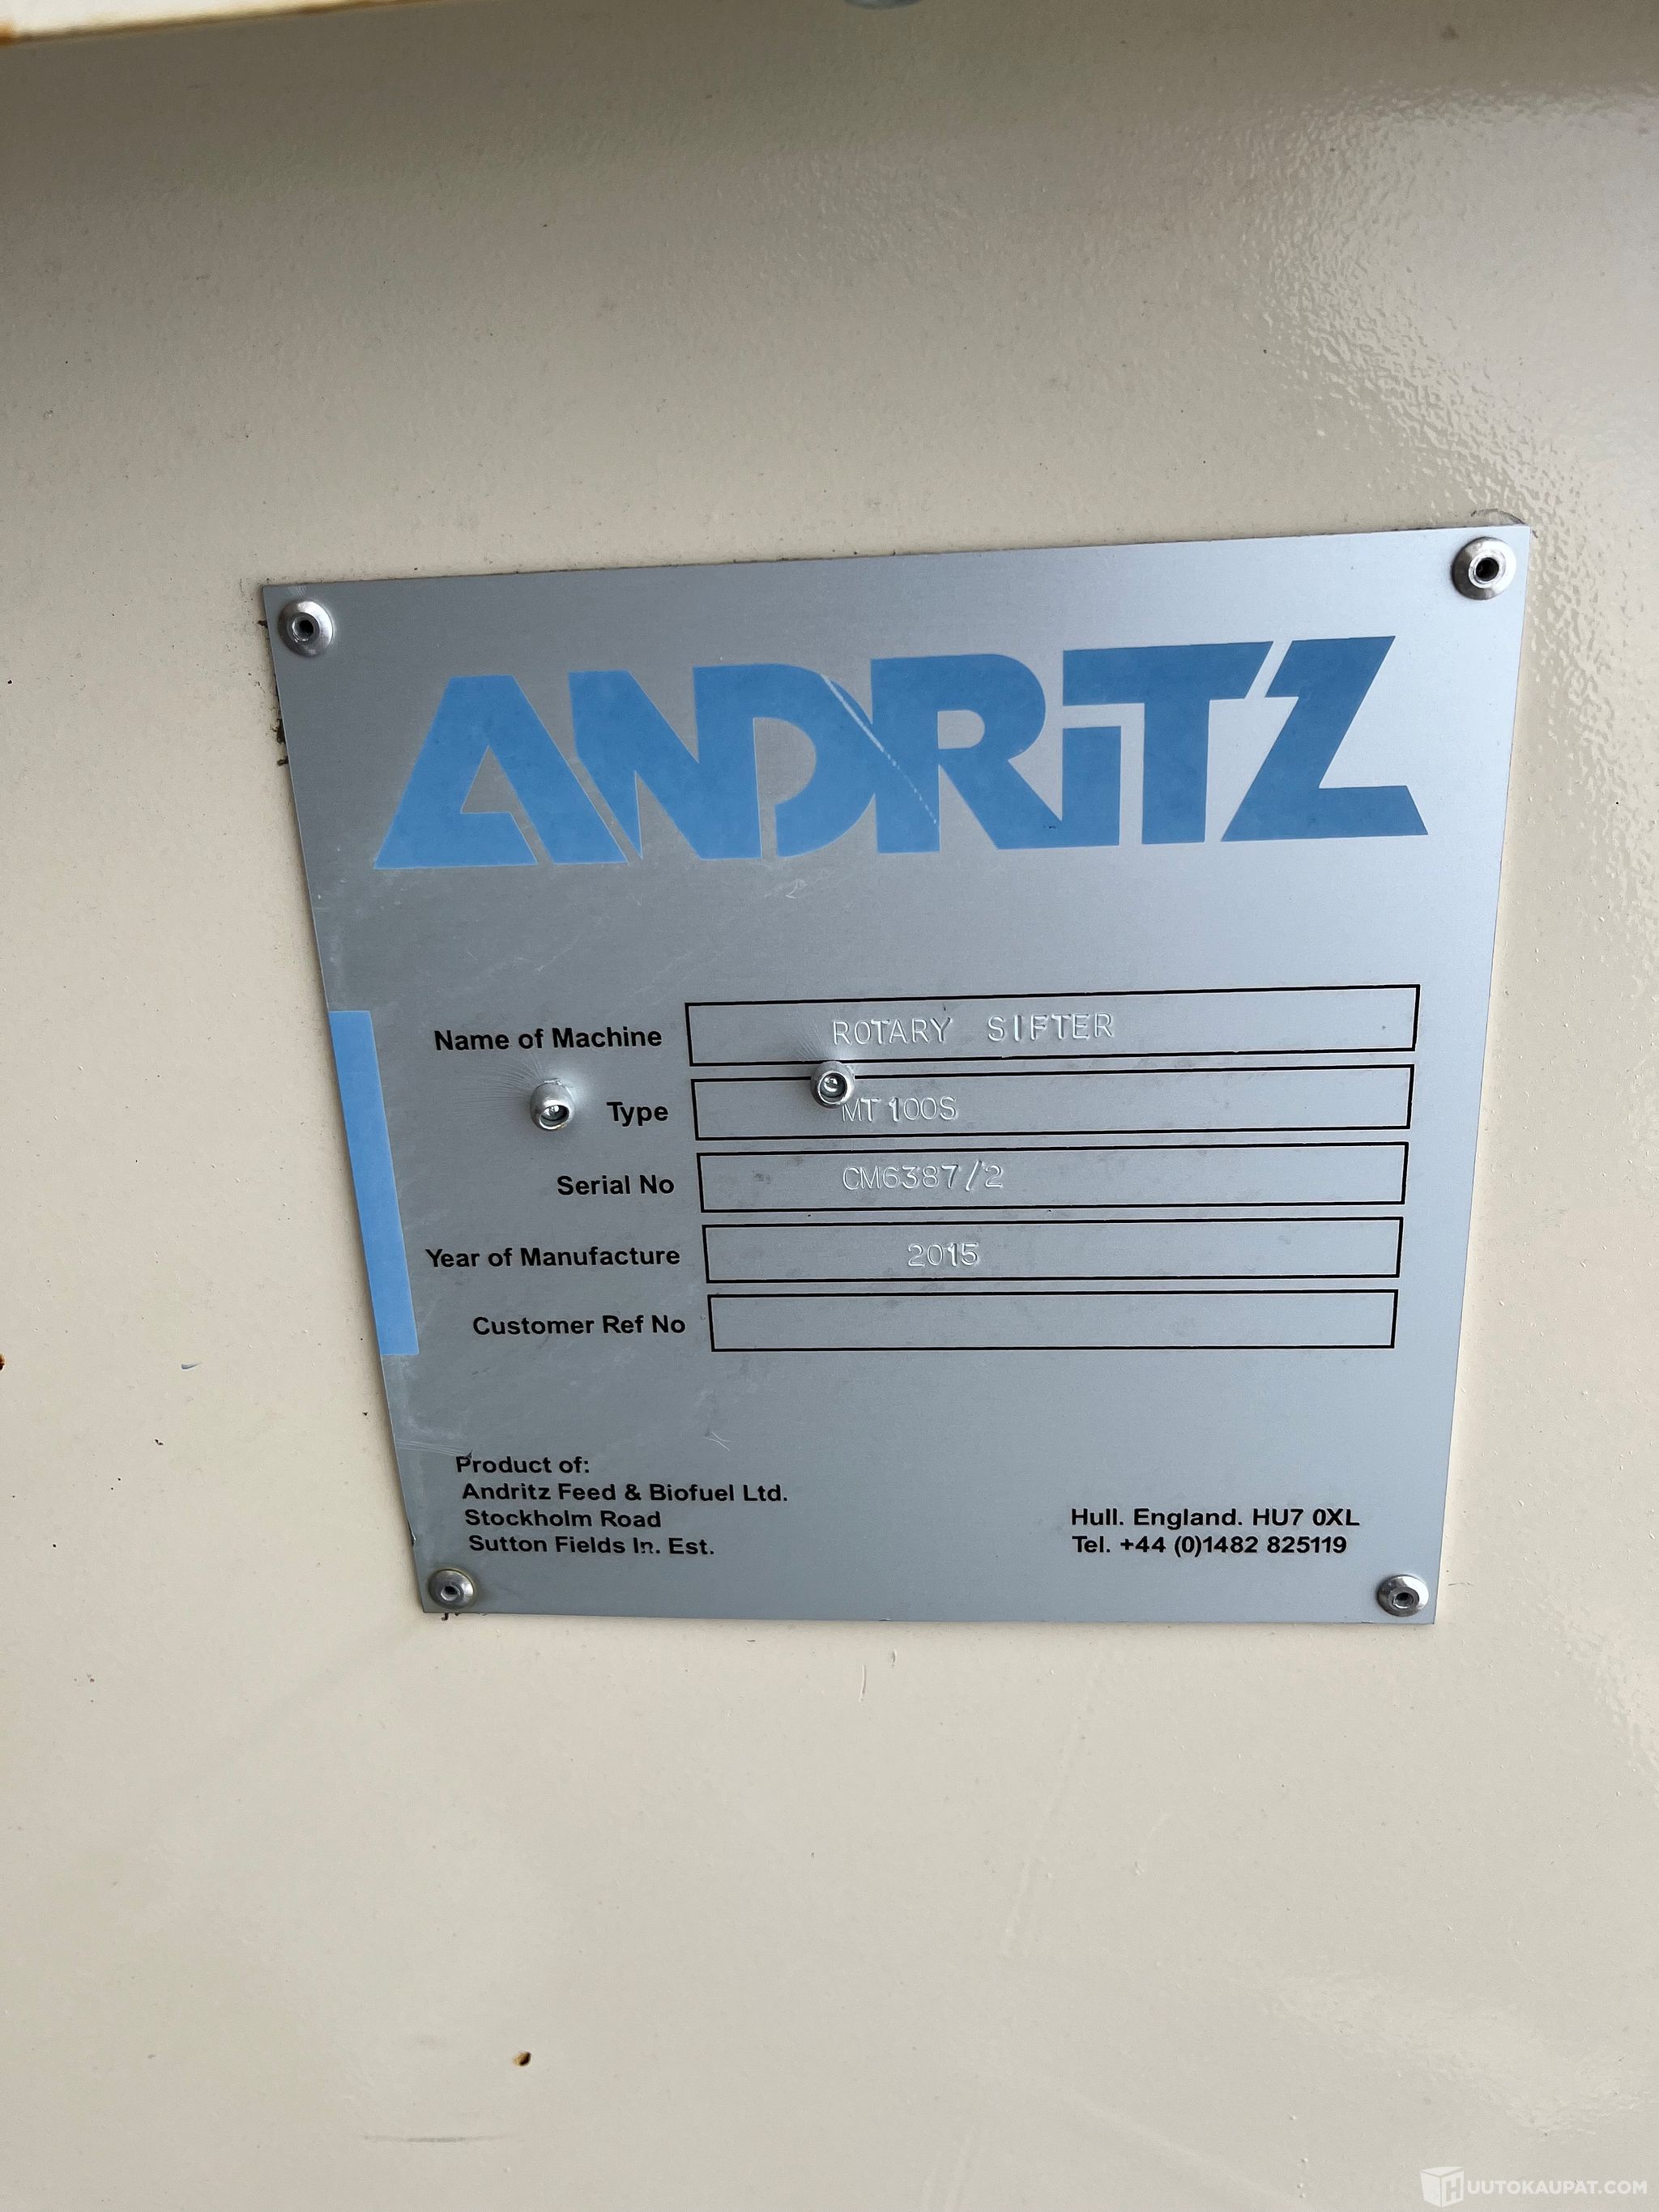 ANDRITZ
Name of Machine ROTARY SIFTER
Type MT 100S
Serial No CM6387/2
Year of Manufacture 2015
Customer Ref No
Product of:
Andritz Feed & Biofuel Ltd.
Stockholm Road
Sutton Fields In. Est.
Hull. England. HU7 0XL
Tel. +44 (0)1482 825119
HUUTOKAUPAT.COM